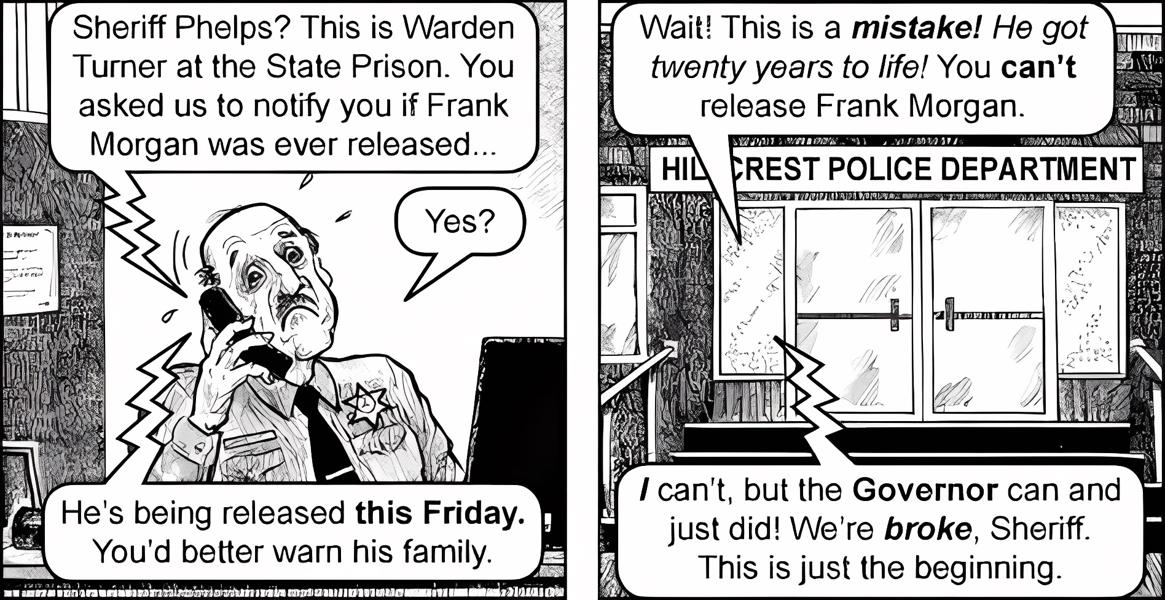 Sheriff Phelps? This is Warden
Turner at the State Prison. You
asked us to notify you if Frank
Morgan was ever released...
Yes?
He's being released this Friday.
You'd better warn his family.
Wait! This is a mistake! He got
twenty years to life! You can't
release Frank Morgan.
HILLCREST POLICE DEPARTMENT
I can't, but the Governor can and
just did! We're broke, Sheriff.
This is just the beginning.